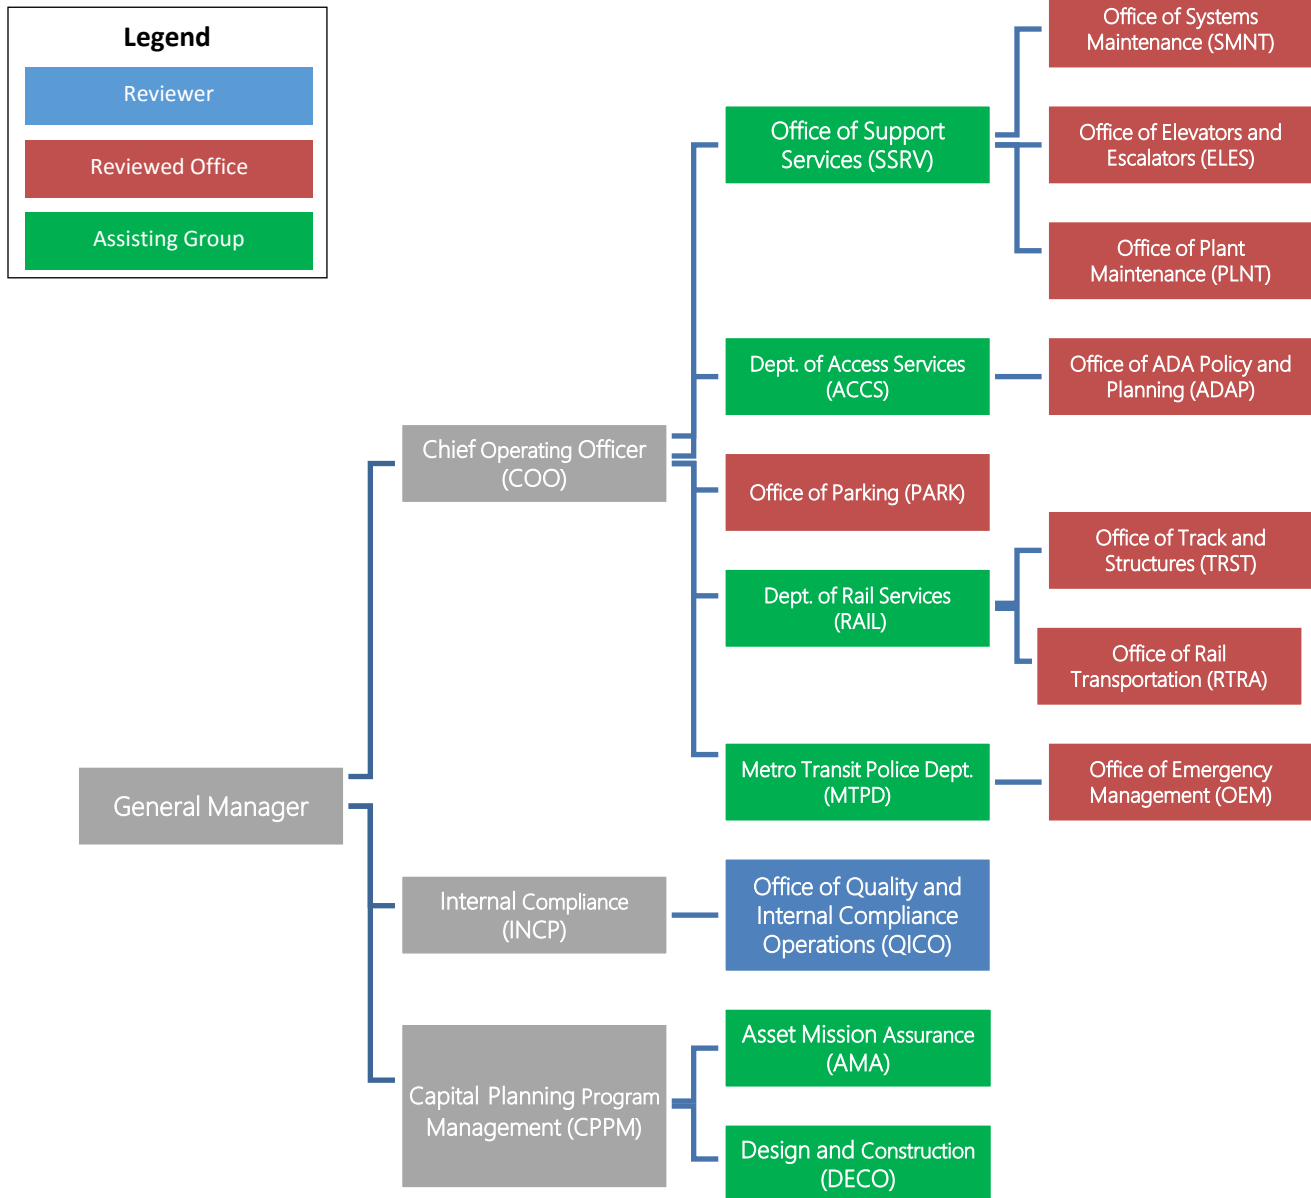 Legend
Reviewer
Reviewed Office
Assisting Group
General Manager
Chief Operating Officer
(COO)
Internal Compliance
(INCP)
Capital Planning Program
Management (CPPM)
Office of Support
Services (SSRV)
Dept. of Access Services
(ACCS)
Office of Parking (PARK)
Dept. of Rail Services
(RAIL)
Metro Transit Police Dept.
(MTPD)
Office of Quality and
Internal Compliance
Operations (QICO)
Asset Mission Assurance
(AMA)
Design and Construction
(DECO)
Office of Systems
Maintenance (SMNT)
Office of Elevators and
Escalators (ELES)
Office of Plant
Maintenance (PLNT)
Office of ADA Policy and
Planning (ADAP)
Office of Track and
Structures (TRST)
Office of Rail
Transportation (RTRA)
Office of Emergency
Management (OEM)